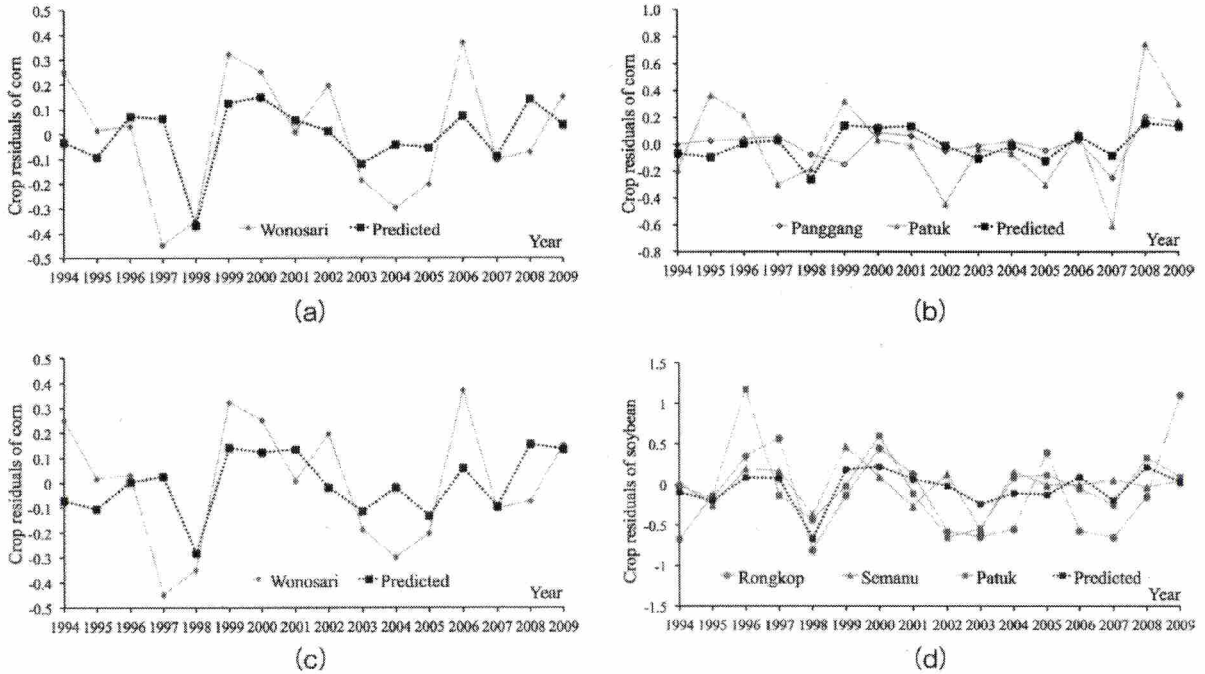 Crop residuals of corn
0.5
0.4
0.3
0.2
0.1
0
-0.1
-0.2
-0.3
-0.4
-0.5
Wonosari Predicted
Year
1994 1995 1996 1997 1998 1999 2000 2001 2002 2003 2004 2005 2006 2007 2008 2009
(a)
Crop residuals of corn
1.0
0.8
0.6
0.4
0.2
0.0
-0.2
-0.4
-0.6
-0.8
Panggang Patuk Predicted
Year
1994 1995 1996 1997 1998 1999 2000 2001 2002 2003 2004 2005 2006 2007 2008 2009
(b)
Crop residuals of corn
0.5
0.4
0.3
0.2
0.1
0
-0.1
-0.2
-0.3
-0.4
-0.5
Wonosari Predicted
Year
1994 1995 1996 1997 1998 1999 2000 2001 2002 2003 2004 2005 2006 2007 2008 2009
(c)
Crop residuals of soybean
1.5
1
0.5
0
-0.5
-1
-1.5
Rongkop Semanu Patuk Predicted
Year
1994 1995 1996 1997 1998 1999 2000 2001 2002 2003 2004 2005 2006 2007 2008 2009
(d)